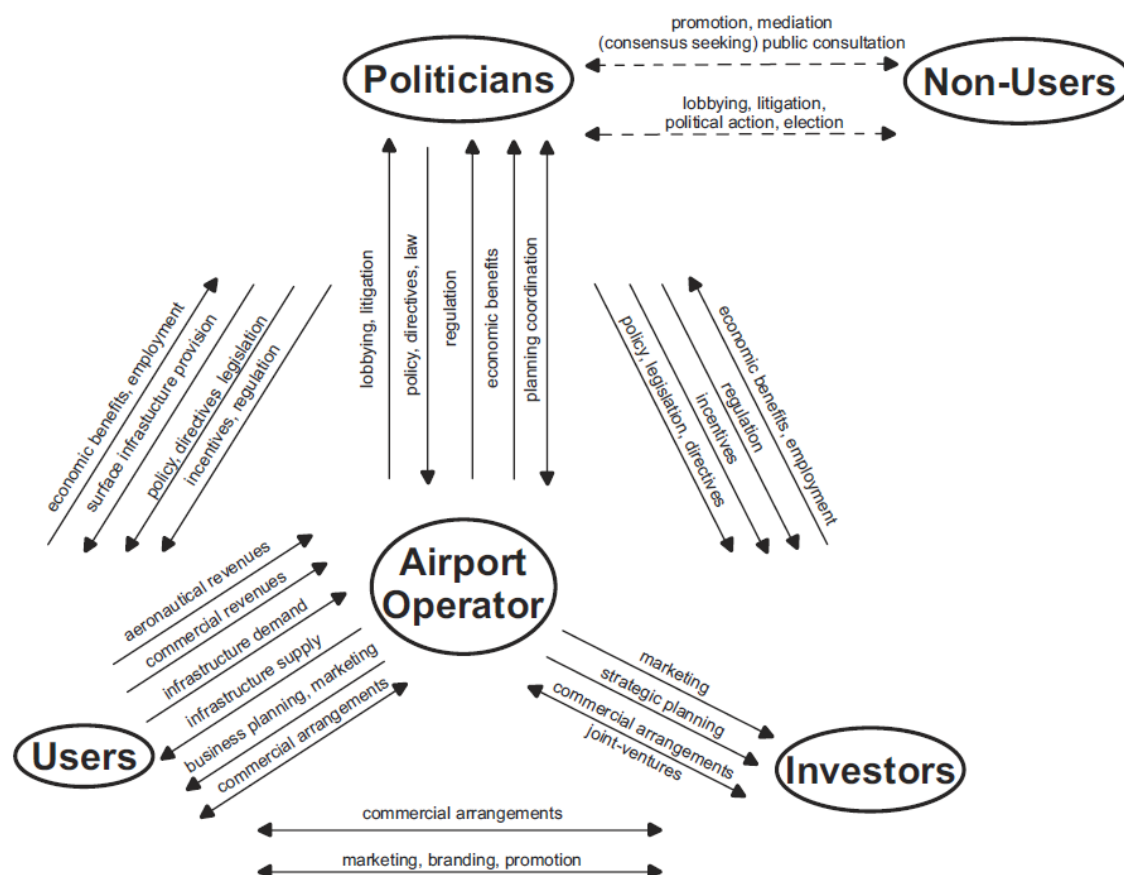 promotion, mediation
(consensus seeking) public consultation
Politicians
Non-Users
lobbying, litigation,
political action, election
lobbying, litigation
policy, directives, law
regulation
economic benefits
planning coordination
economic benefits, employment
surface infrastucture provision
policy, directives legislation
incentives, regulation
policy, legislation, directives
incentives
regulation
economic benefits, employment
Airport
Operator
aeronautical revenues
commercial revenues
infrastructure demand
infrastructure supply
business planning, marketing
commercial arrangements
marketing
strategic planning
commercial arrangements
joint-ventures
Users
Investors
commercial arrangements
marketing, branding, promotion